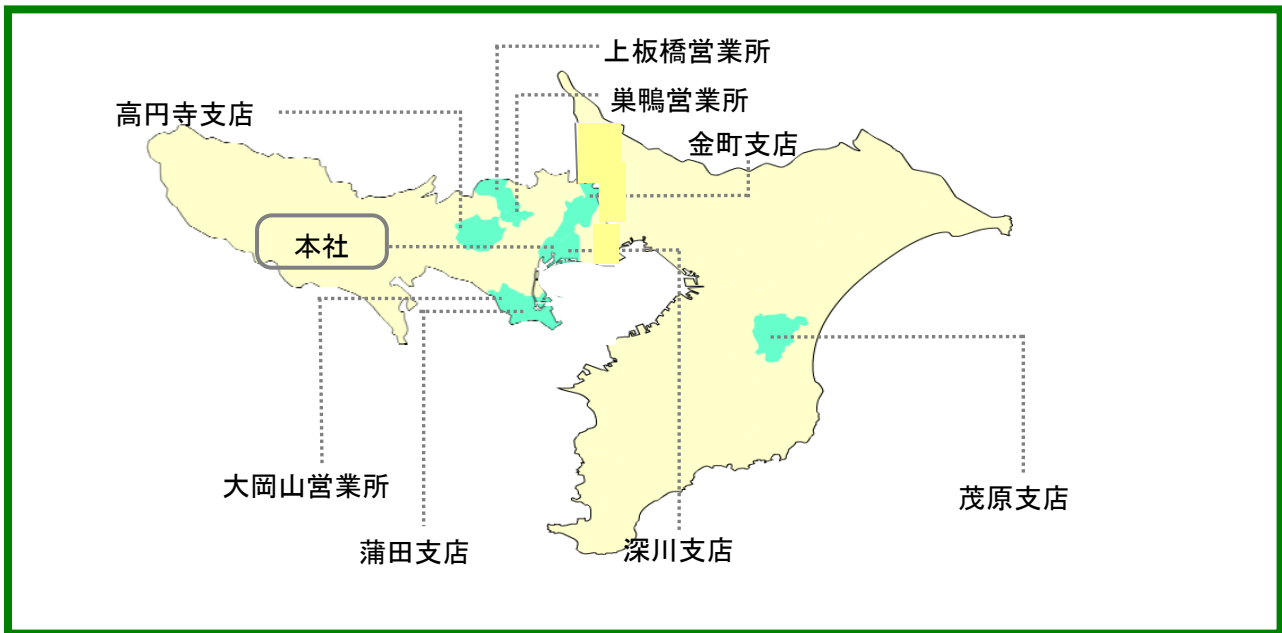 上板橋営業所
巣鴨営業所
高円寺支店
金町支店
本社
大岡山営業所
茂原支店
蒲田支店
深川支店